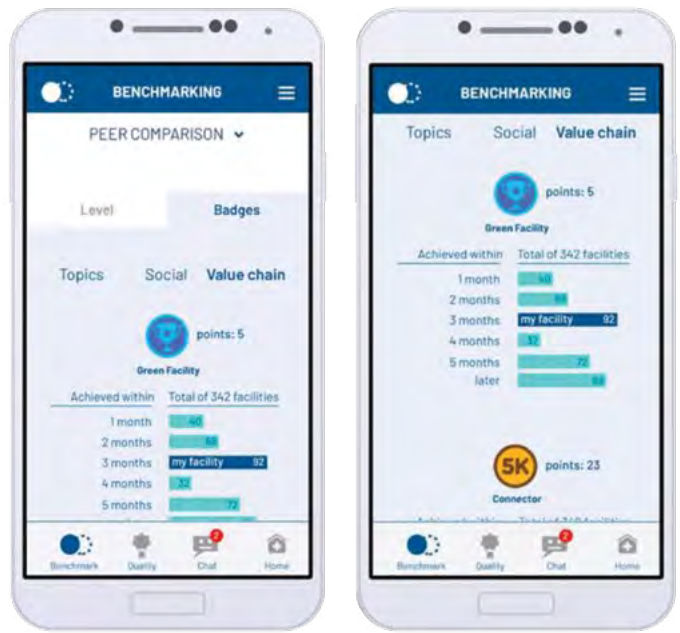 BENCHMARKING
PEER COMPARISON
Level Badges
Topics Social Value chain
points: 5
Green Facility
Achieved within Total of 342 facilities
1 month 40
2 months
3 months my facility 92
4 months 32
5 months 72
2
Benchmark Quality Chat Home
BENCHMARKING
Topics Social Value chain
points: 5
Green Facility
Achieved within Total of 342 facilities
1 month 40
2 months
3 months my facility 92
4 months 32
5 months 72
later
5K points: 23
Connector
2
Benchmark Quality Chat Home